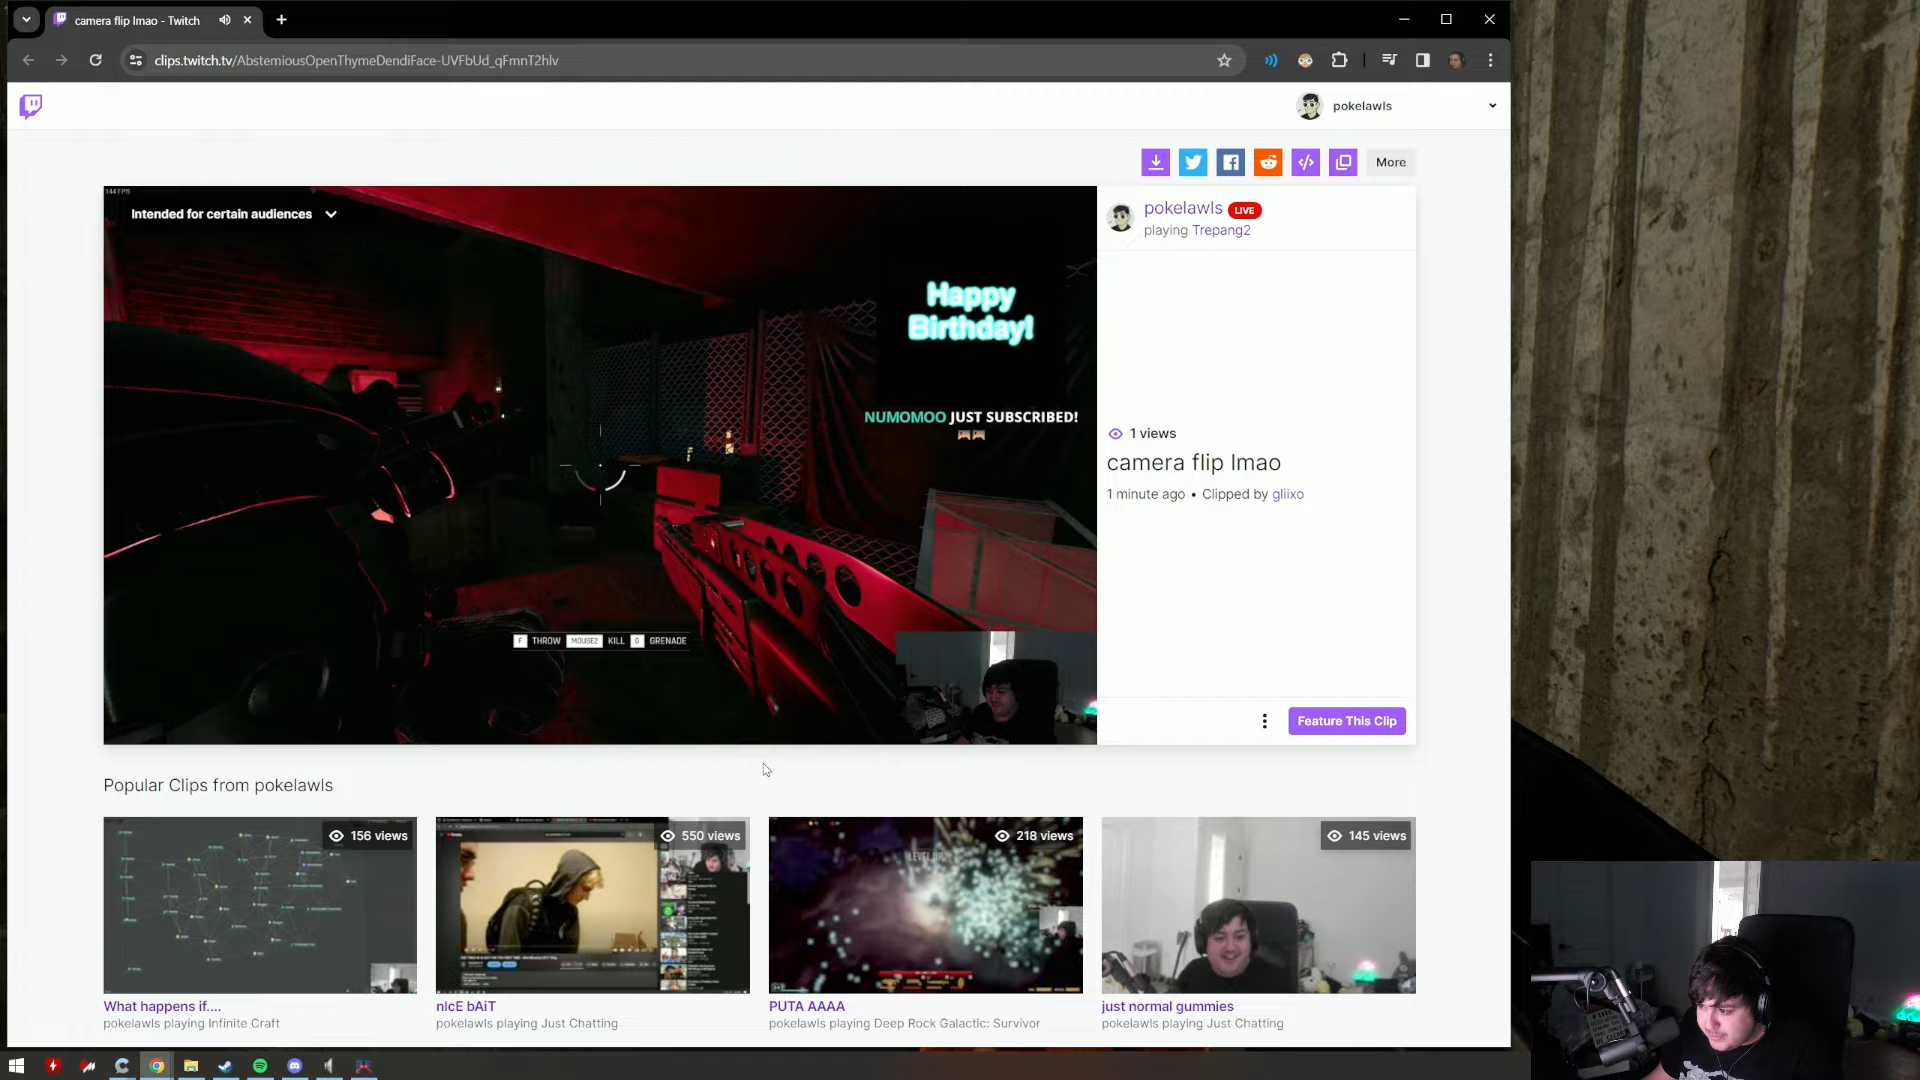 camera flip lmao - Twitch
clips.twitch.tv/AbstemiousOpenThymeDendiFace-UVFbUd_qFmnT2hlv
pokelawls
More
144 FPS
Intended for certain audiences
Happy
Birthday!
NUMOMOO JUST SUBSCRIBED!
F THROW MOUSE2 KILL G GRENADE
pokelawls LIVE
playing Trepang2
1 views
camera flip lmao
1 minute ago • Clipped by gliixo
Feature This Clip
Popular Clips from pokelawls
156 views
550 views
218 views
145 views
What happens if....
pokelawls playing Infinite Craft
nIcE bAiT
pokelawls playing Just Chatting
PUTA AAAA
pokelawls playing Deep Rock Galactic: Survivor
just normal gummies
pokelawls playing Just Chatting